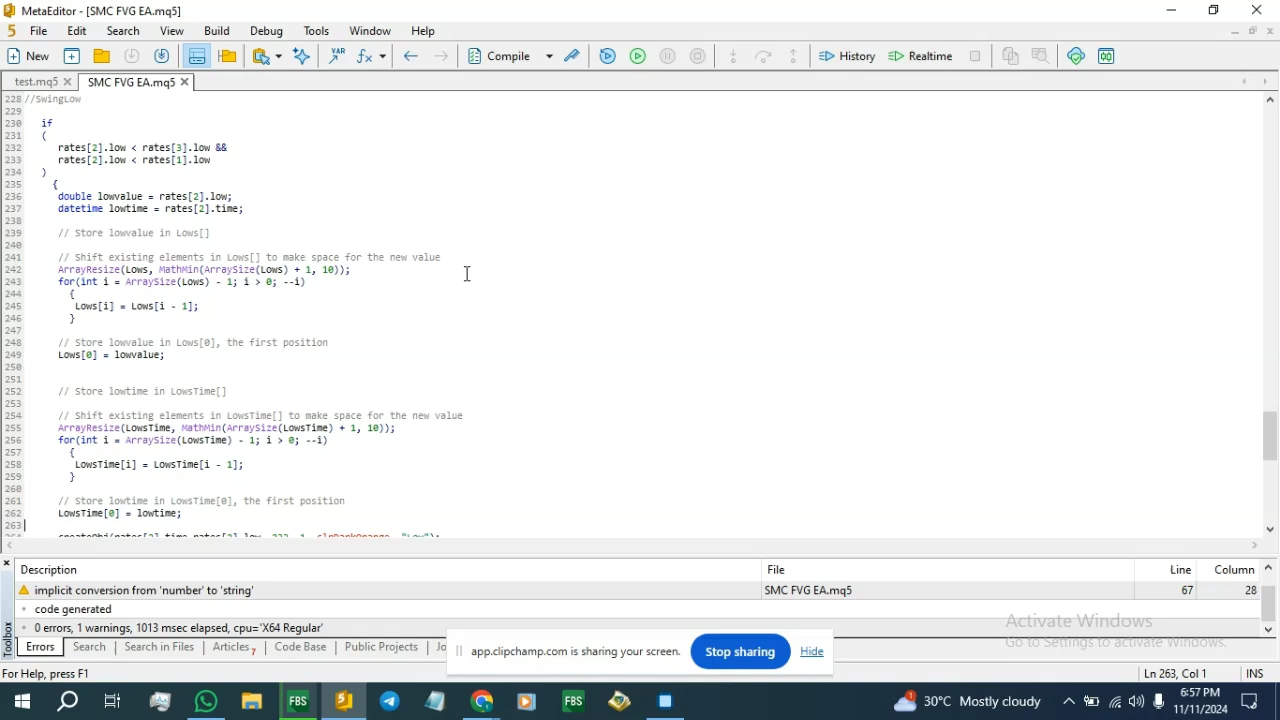 MetaEditor - [SMC FVG EA.mq5]
5 File Edit Search View Build Debug Tools Window Help
New VAR fx Compile History Realtime
test.mq5 SMC FVG EA.mq5
228 //SwingLow
229
230 if
231 (
232 rates[2].low < rates[3].low &&
233 rates[2].low < rates[1].low
234 )
235 {
236 double lowvalue = rates[2].low;
237 datetime lowtime = rates[2].time;
238
239 // Store lowvalue in Lows[]
240
241 // Shift existing elements in Lows[] to make space for the new value
242 ArrayResize(Lows, MathMin(ArraySize(Lows) + 1, 10));
243 for(int i = ArraySize(Lows) - 1; i > 0; --i)
244 {
245 Lows[i] = Lows[i - 1];
246 }
247
248 // Store lowvalue in Lows[0], the first position
249 Lows[0] = lowvalue;
250
251
252 // Store lowtime in LowsTime[]
253
254 // Shift existing elements in LowsTime[] to make space for the new value
255 ArrayResize(LowsTime, MathMin(ArraySize(LowsTime) + 1, 10));
256 for(int i = ArraySize(LowsTime) - 1; i > 0; --i)
257 {
258 LowsTime[i] = LowsTime[i - 1];
259 }
260
261 // Store lowtime in LowsTime[0], the first position
262 LowsTime[0] = lowtime;
263
Description File Line Column
implicit conversion from 'number' to 'string' SMC FVG EA.mq5 67 28
code generated
0 errors, 1 warnings, 1013 msec elapsed, cpu='X64 Regular'
Activate Windows
Go to Settings to activate Windows.
Toolbox
Errors Search Search in Files Articles 7 Code Base Public Projects Jo
app.clipchamp.com is sharing your screen. Stop sharing Hide
For Help, press F1 Ln 263, Col 1 INS
FBS 5 FBS 1 30°C Mostly cloudy 6:57 PM
11/11/2024